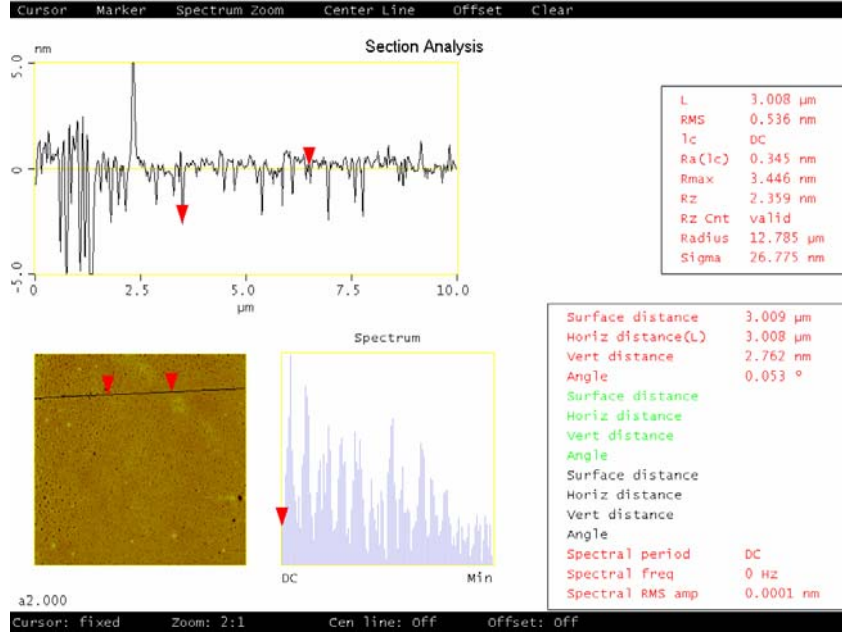 Cursor Marker Spectrum Zoom Center Line Offset Clear
Section Analysis
nm
5.0
0
-5.0
0 2.5 5.0 7.5 10.0
µm
L 3.008 µm
RMS 0.536 nm
lc DC
Ra(lc) 0.345 nm
Rmax 3.446 nm
Rz 2.359 nm
Rz Cnt valid
Radius 12.785 µm
Sigma 26.775 nm
Spectrum
DC Min
Surface distance 3.009 µm
Horiz distance(L) 3.008 µm
Vert distance 2.762 nm
Angle 0.053 º
Surface distance
Horiz distance
Vert distance
Angle
Surface distance
Horiz distance
Vert distance
Angle
Spectral period DC
Spectral freq 0 Hz
Spectral RMS amp 0.0001 nm
a2.000
Cursor: fixed Zoom: 2:1 Cen line: Off Offset: Off